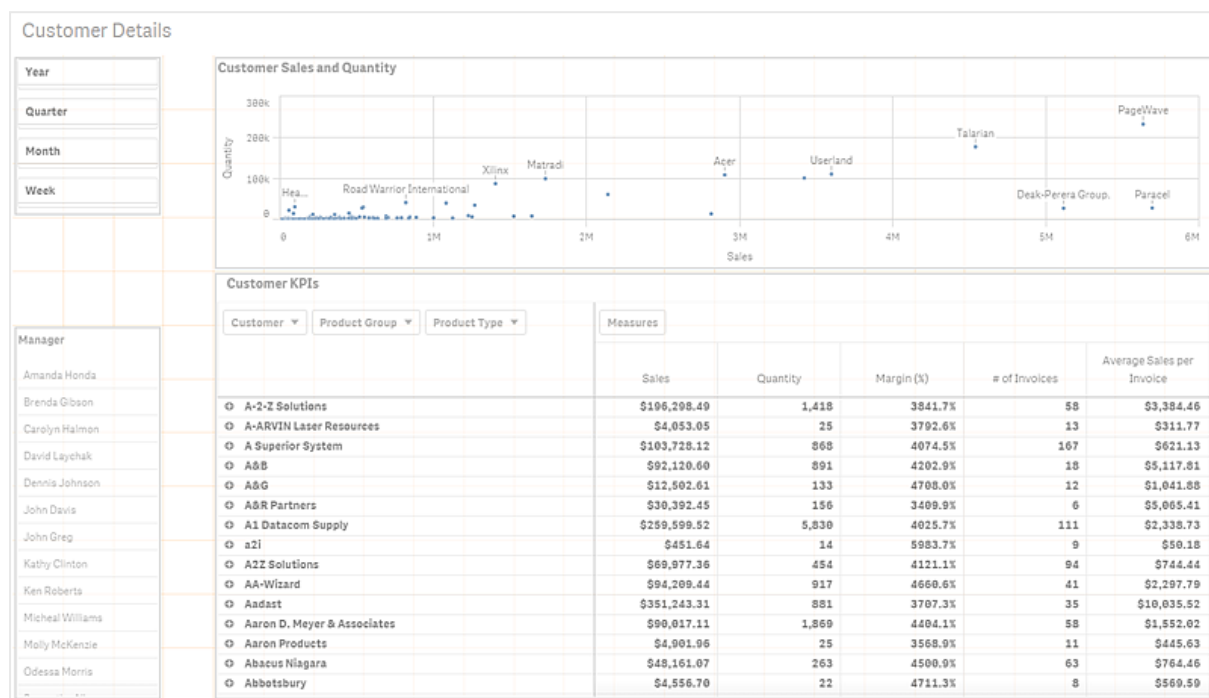 Customer Details
Year
Quarter
Month
Week
Customer Sales and Quantity
Quantity
300k
200k
100k
0
PageWave
Talarian
Acer
Userland
Xilinx
Matradi
Hea...
Road Warrior International
Deak-Perera Group.
Paracel
0 1M 2M 3M 4M 5M 6M
Sales
Customer KPIs
Customer Product Group Product Type Measures
Sales Quantity Margin (%) # of Invoices Average Sales per
Invoice
A-2-Z Solutions $196,298.49 1,418 3841.7% 58 $3,384.46
A-ARVIN Laser Resources $4,053.05 25 3792.6% 13 $311.77
A Superior System $103,728.12 868 4074.5% 167 $621.13
A&B $92,120.60 891 4202.9% 18 $5,117.81
A&G $12,502.61 133 4708.0% 12 $1,041.88
A&R Partners $30,392.45 156 3409.9% 6 $5,065.41
A1 Datacom Supply $259,599.52 5,830 4025.7% 111 $2,338.73
a2i $451.64 14 5983.7% 9 $50.18
A2Z Solutions $69,977.36 454 4121.1% 94 $744.44
AA-Wizard $94,209.44 917 4660.6% 41 $2,297.79
Aadast $351,243.31 881 3707.3% 35 $10,035.52
Aaron D. Meyer & Associates $90,017.11 1,869 4404.1% 58 $1,552.02
Aaron Products $4,901.96 25 3568.9% 11 $445.63
Abacus Niagara $48,161.07 263 4500.9% 63 $764.46
Abbotsbury $4,556.70 22 4711.3% 8 $569.59
Manager
Amanda Honda
Brenda Gibson
Carolyn Halmon
David Laychak
Dennis Johnson
John Davis
John Greg
Kathy Clinton
Ken Roberts
Micheal Williams
Molly McKenzie
Odessa Morris